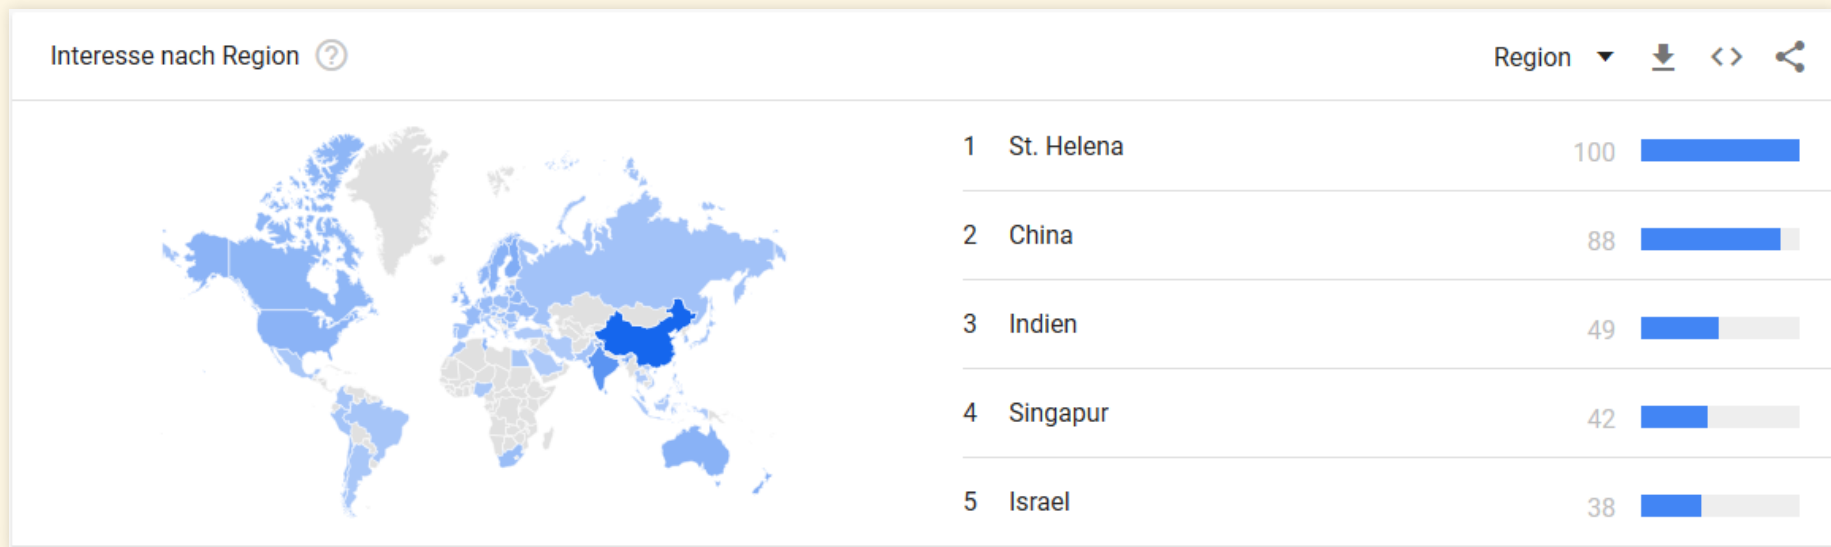 Interesse nach Region ?
Region
1 St. Helena 100
2 China 88
3 Indien 49
4 Singapur 42
5 Israel 38